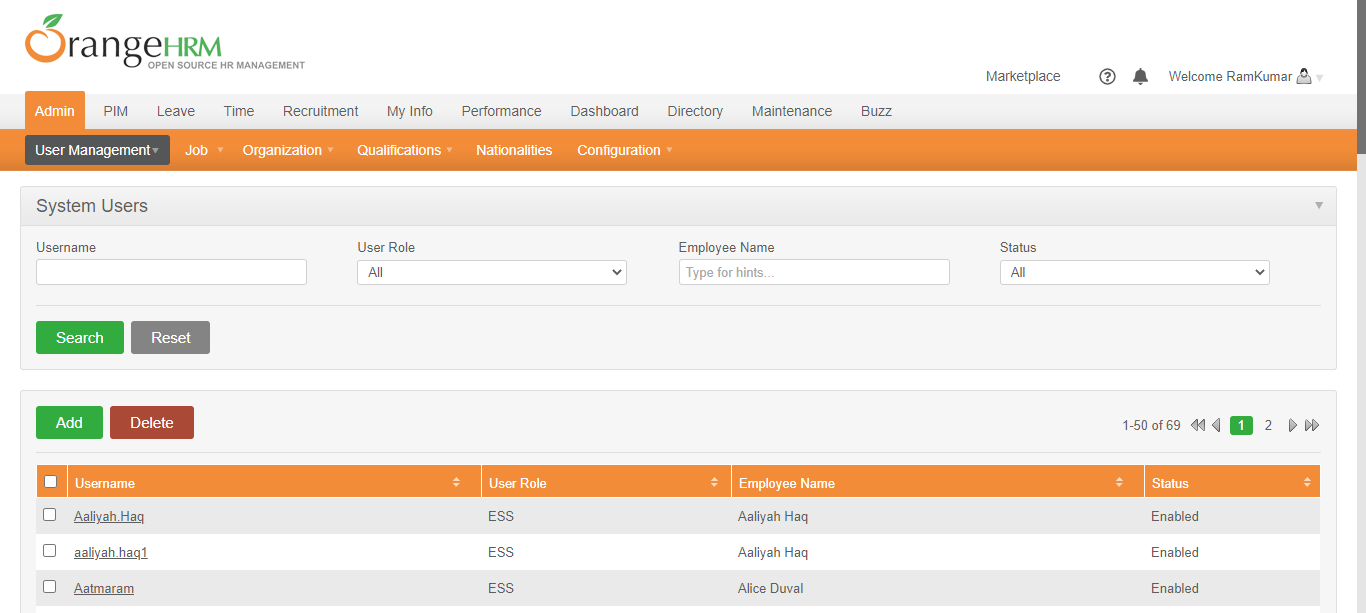 OrangeHRM
OPEN SOURCE HR MANAGEMENT
Marketplace Welcome RamKumar
Admin PIM Leave Time Recruitment My Info Performance Dashboard Directory Maintenance Buzz
User Management Job Organization Qualifications Nationalities Configuration
System Users
Username User Role Employee Name Status
All Type for hints... All
Search Reset
Add Delete 1-50 of 69 1 2
Username User Role Employee Name Status
Aaliyah.Haq ESS Aaliyah Haq Enabled
aaliyah.haq1 ESS Aaliyah Haq Enabled
Aatmaram ESS Alice Duval Enabled